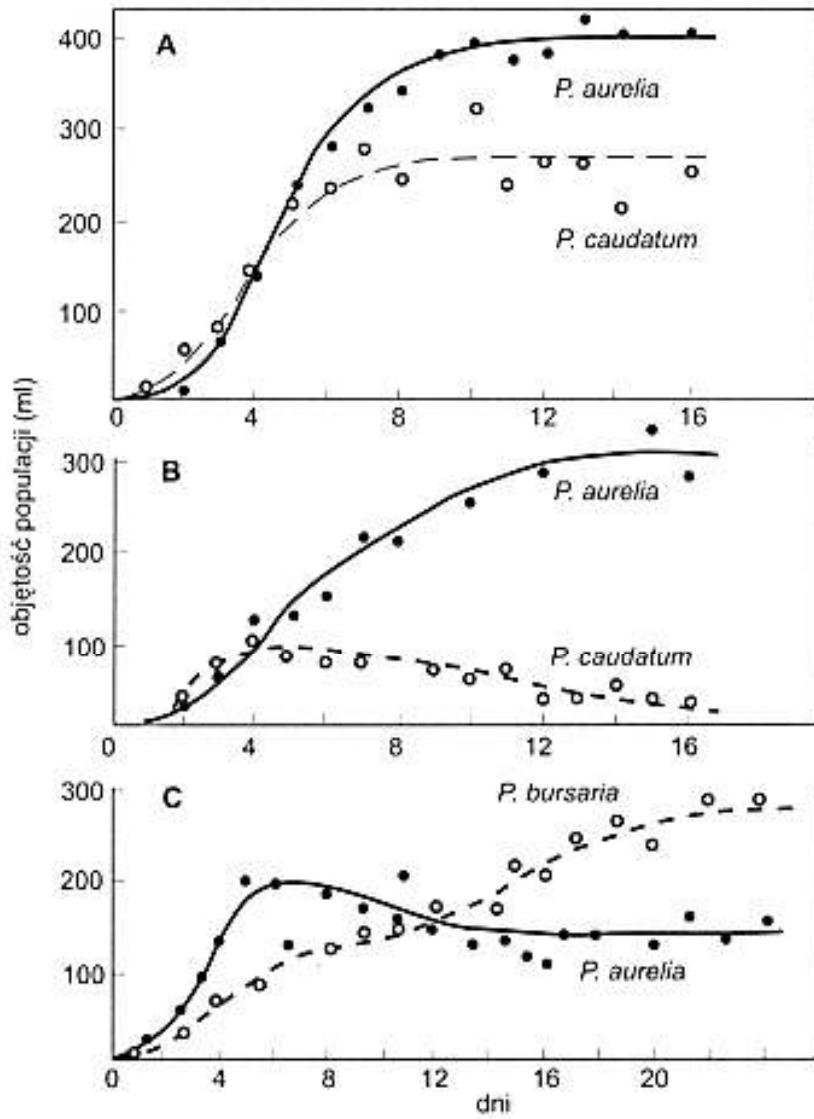 A
400
300
200
100
P. aurelia
P. caudatum
0 4 8 12 16
objętość populacji (ml)
B
300
200
100
P. aurelia
P. caudatum
0 4 8 12 16
C
300
200
100
P. bursaria
P. aurelia
0 4 8 12 16 20
dni